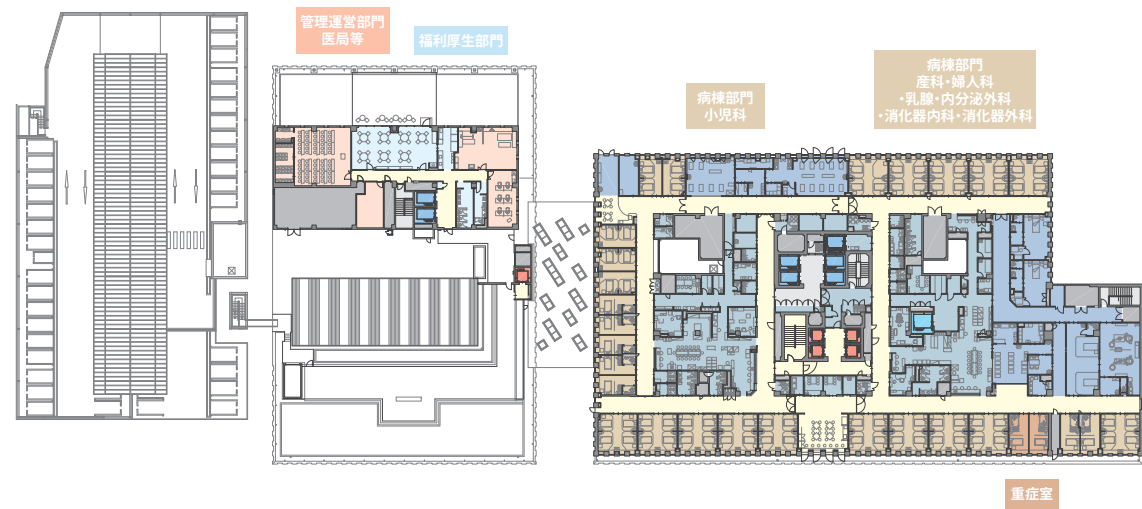 管理運営部門
医局等
福利厚生部門
病棟部門
小児科
病棟部門
産科・婦人科
・乳腺・内分泌外科
・消化器内科・消化器外科
重症室